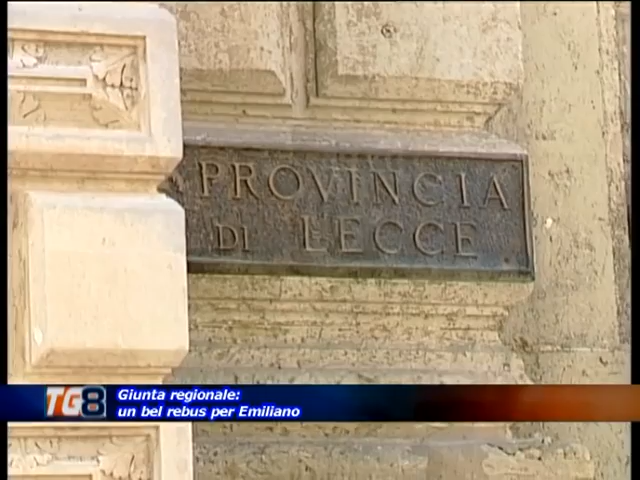 PROVINCIA
DI LECCE
TG8
Giunta regionale:
un bel rebus per Emiliano